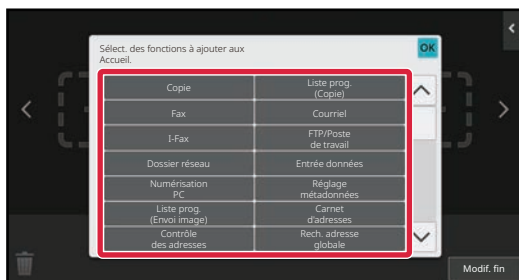 Sélect. des fonctions à ajouter aux
Accueil.
OK
Copie
Liste prog.
(Copie)
Fax
Courriel
I-Fax
FTP/Poste
de travail
Dossier réseau
Entrée données
Numérisation
PC
Réglage
métadonnées
Liste prog.
(Envoi image)
Carnet
d'adresses
Contrôle
des adresses
Rech. adresse
globale
Modif. fin